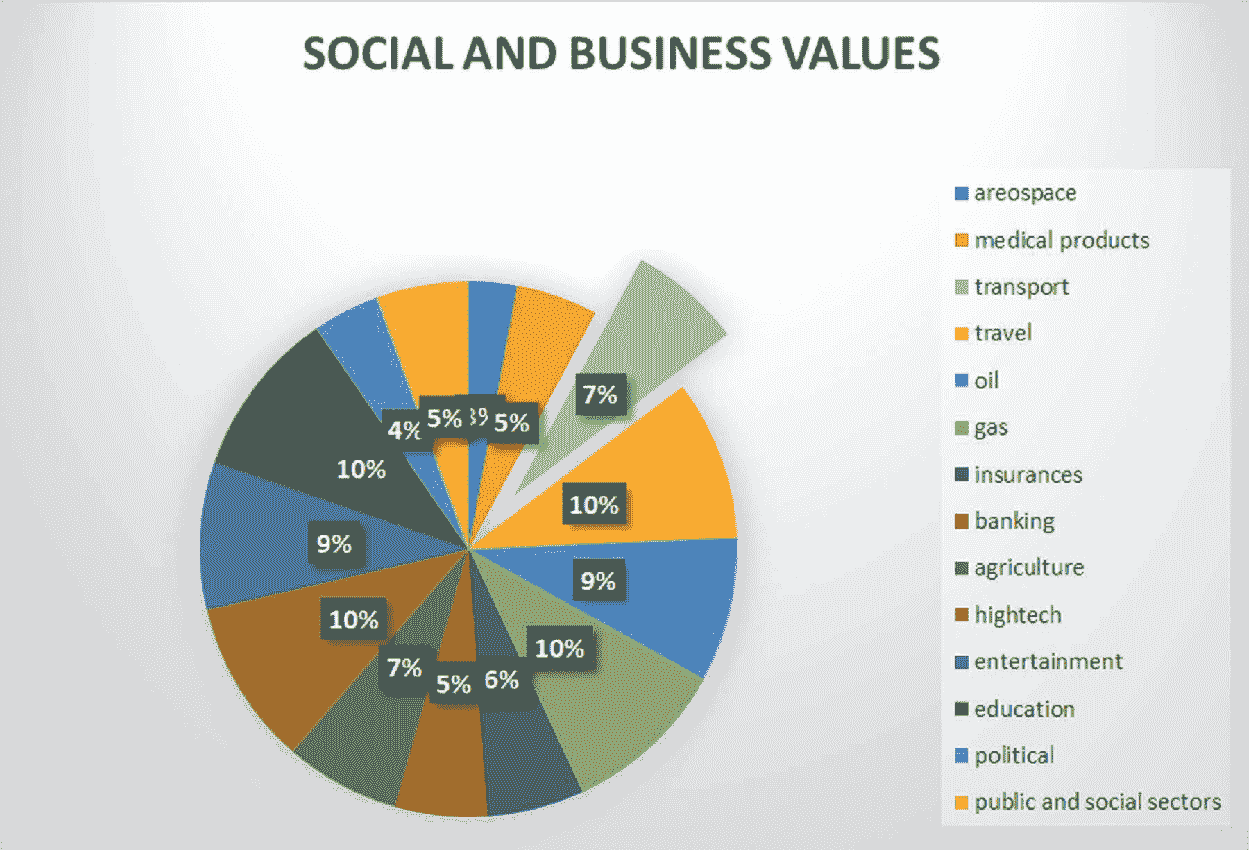 SOCIAL AND BUSINESS VALUES
areospace
medical products
transport
travel
oil
gas
insurances
banking
agriculture
hightech
entertainment
education
political
public and social sectors
7%
4%
5%
5%
10%
10%
9%
9%
10%
10%
7%
5%
6%